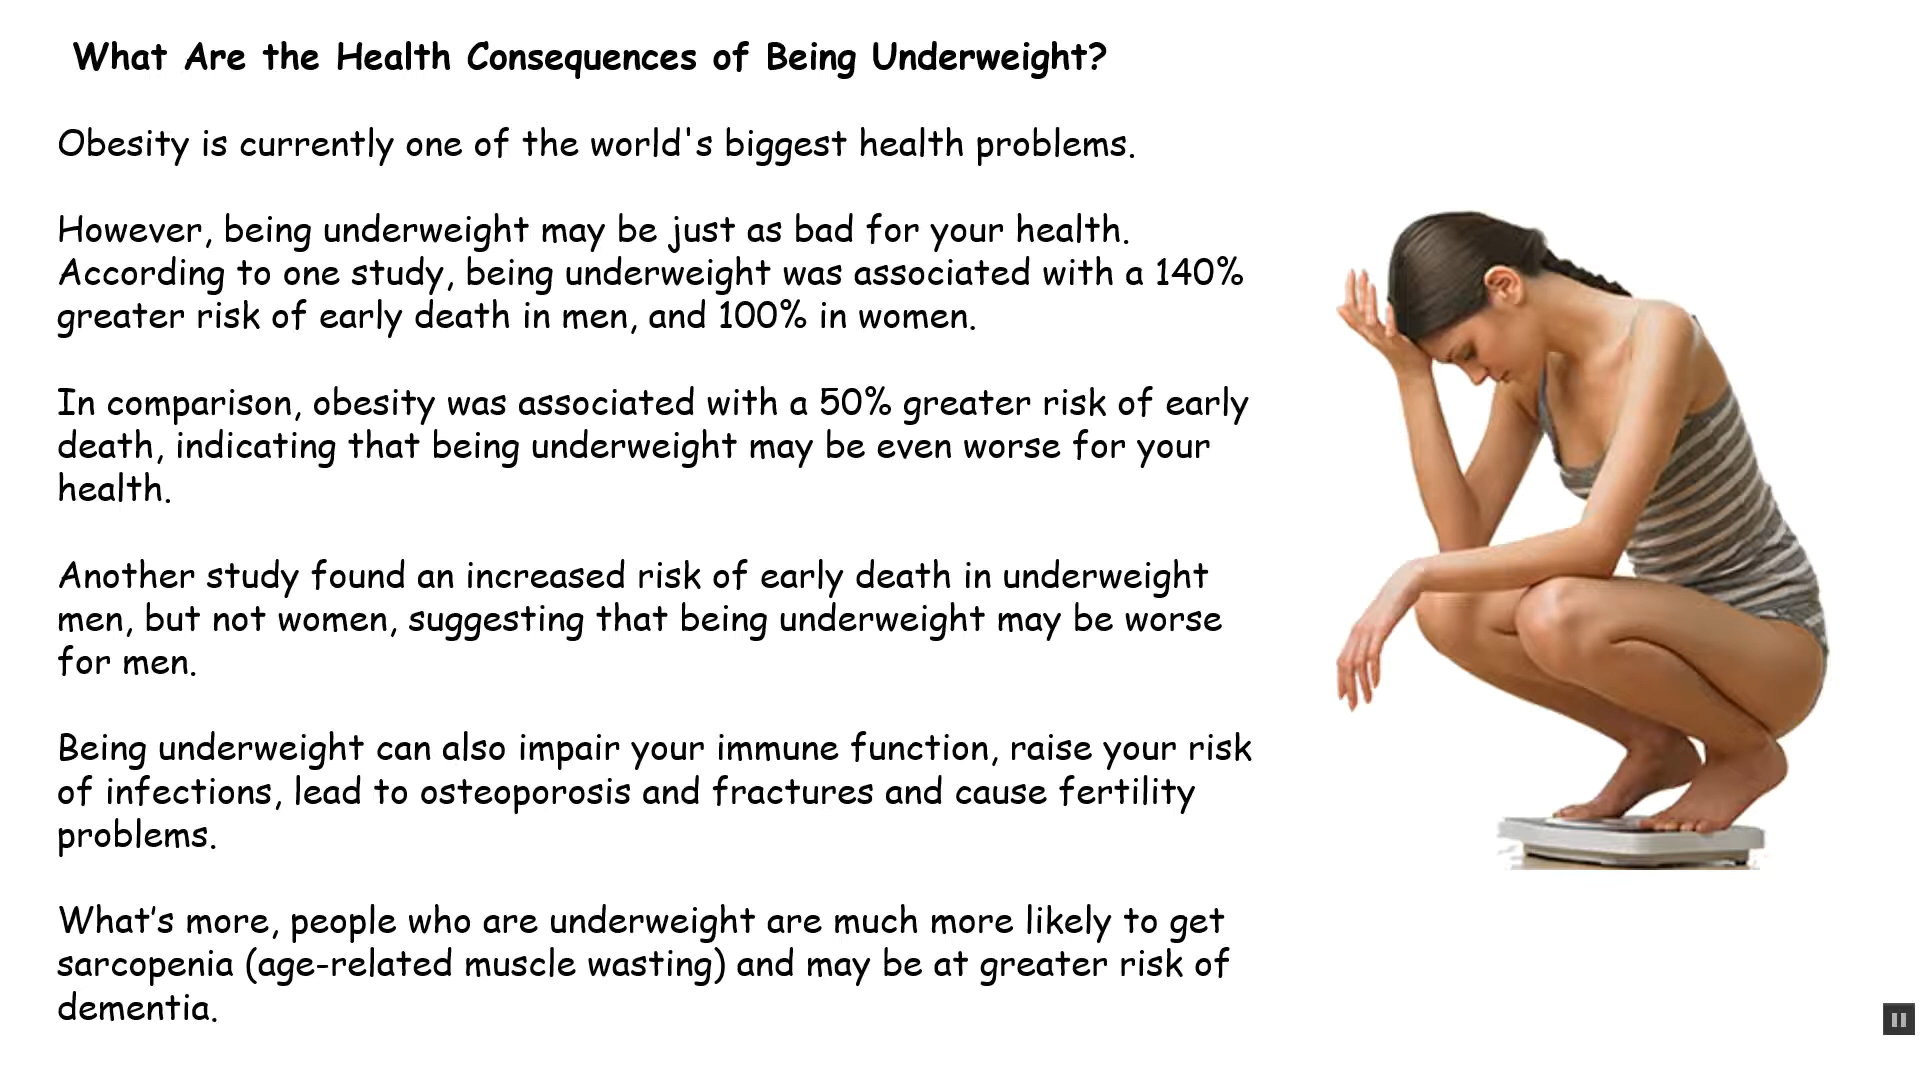 What Are the Health Consequences of Being Underweight?
Obesity is currently one of the world's biggest health problems.
However, being underweight may be just as bad for your health.
According to one study, being underweight was associated with a 140%
greater risk of early death in men, and 100% in women.
In comparison, obesity was associated with a 50% greater risk of early
death, indicating that being underweight may be even worse for your
health.
Another study found an increased risk of early death in underweight
men, but not women, suggesting that being underweight may be worse
for men.
Being underweight can also impair your immune function, raise your risk
of infections, lead to osteoporosis and fractures and cause fertility
problems.
What’s more, people who are underweight are much more likely to get
sarcopenia (age-related muscle wasting) and may be at greater risk of
dementia.